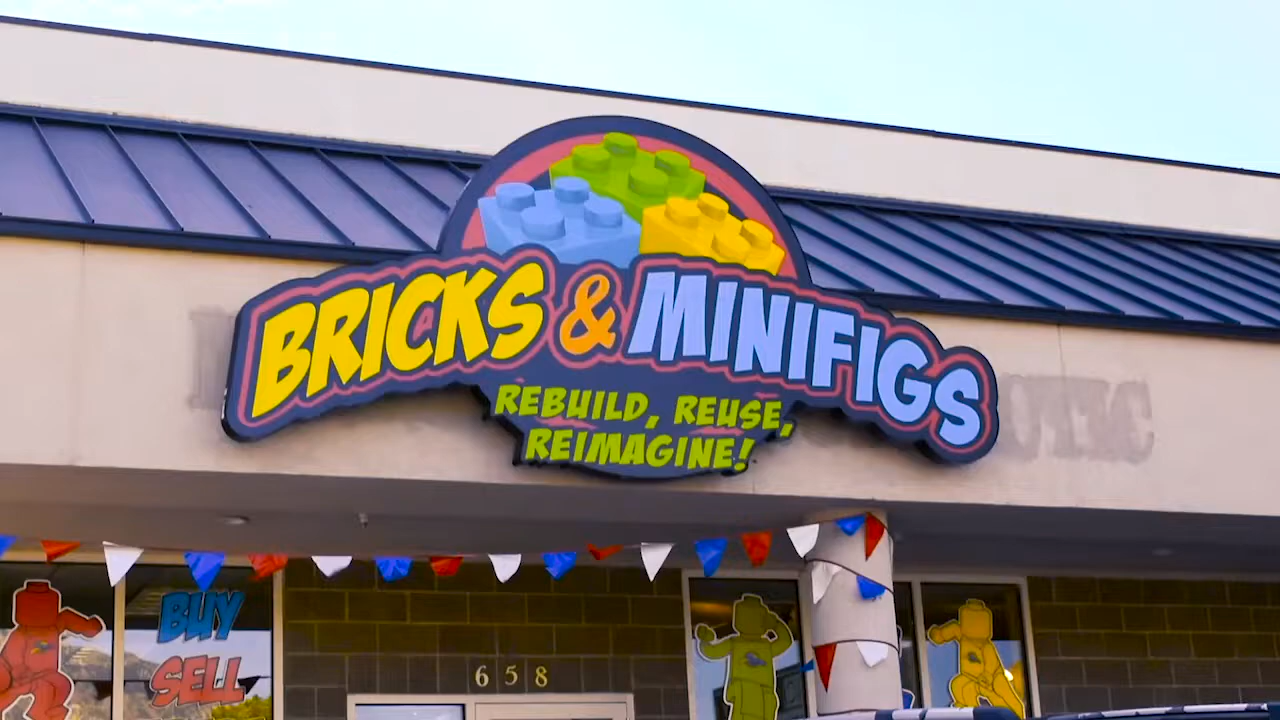 BRICKS & MINIFIGS
REBUILD, REUSE,
REIMAGINE!
BUY
SELL
658